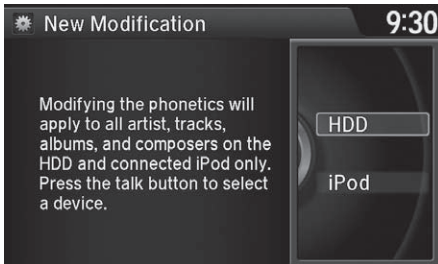 New Modification
9:30
Modifying the phonetics will
apply to all artist, tracks,
albums, and composers on the
HDD and connected iPod only.
Press the talk button to select
a device.
HDD
iPod